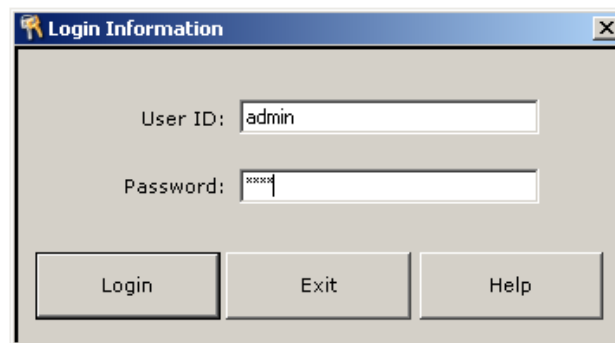 Login Information
User ID: admin
Password: ****
Login Exit Help